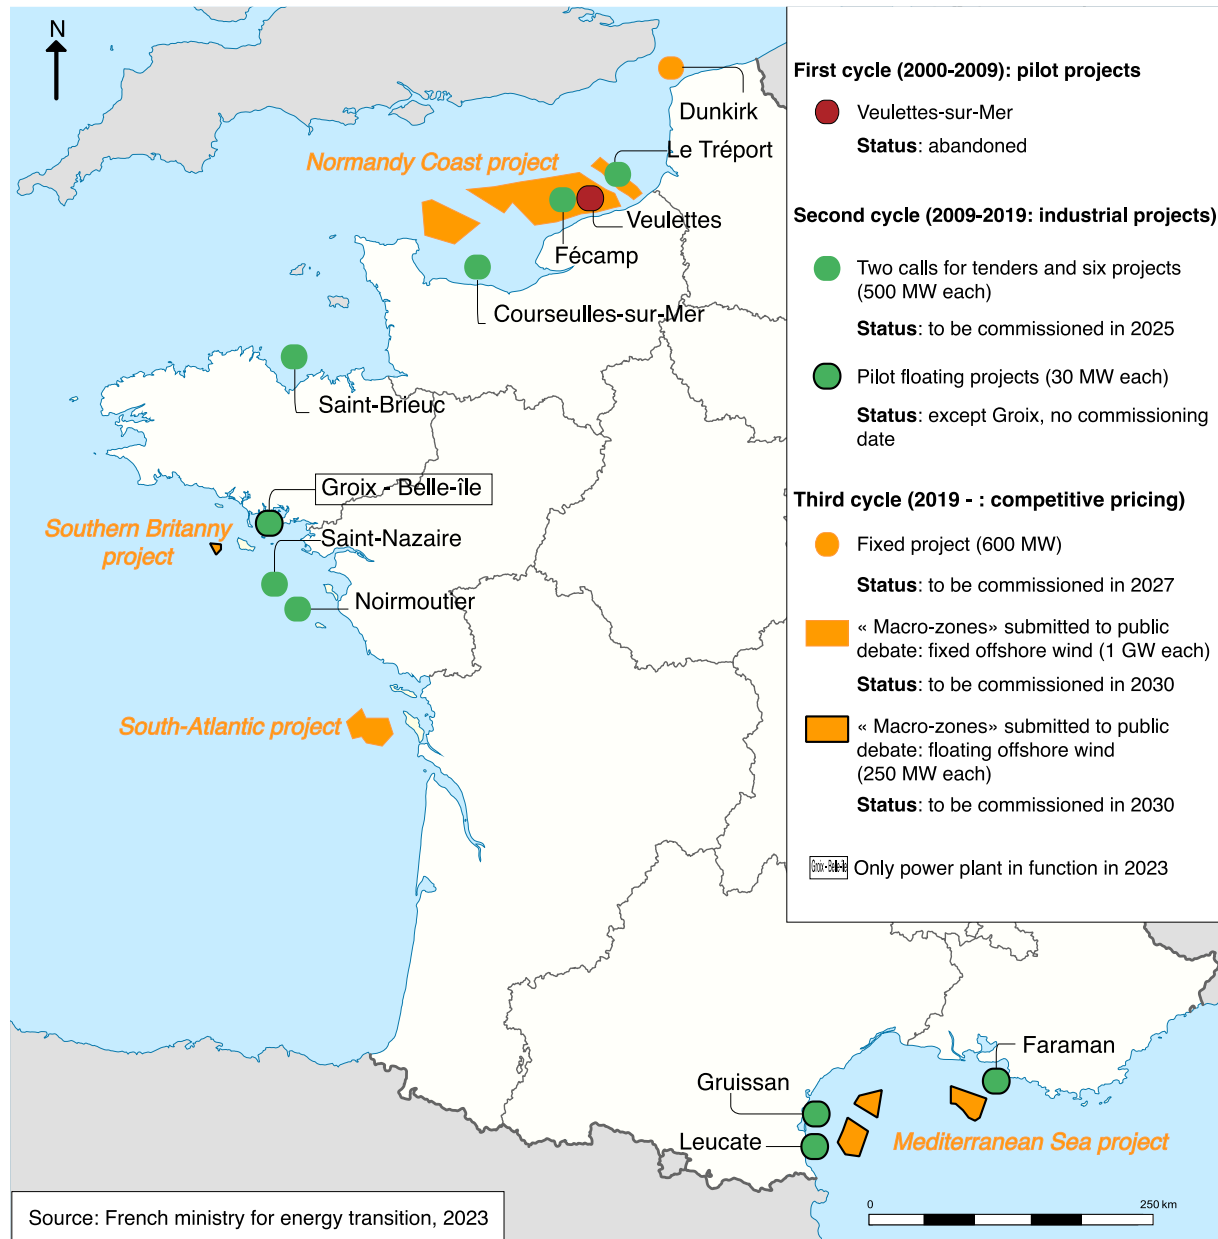 N
Dunkirk
Le Tréport
Normandy Coast project
Veulettes
Fécamp
Courseulles-sur-Mer
Saint-Brieuc
Groix - Belle-île
Southern Britanny
project
Saint-Nazaire
Noirmoutier
South-Atlantic project
Faraman
Gruissan
Leucate
Mediterranean Sea project
0
250 km
Source: French ministry for energy transition, 2023
First cycle (2000-2009): pilot projects
Veulettes-sur-Mer
Status: abandoned
Second cycle (2009-2019: industrial projects)
Two calls for tenders and six projects
(500 MW each)
Status: to be commissioned in 2025
Pilot floating projects (30 MW each)
Status: except Groix, no commissioning
date
Third cycle (2019 - : competitive pricing)
Fixed project (600 MW)
Status: to be commissioned in 2027
« Macro-zones» submitted to public
debate: fixed offshore wind (1 GW each)
Status: to be commissioned in 2030
« Macro-zones» submitted to public
debate: floating offshore wind
(250 MW each)
Status: to be commissioned in 2030
Groix - Belle-île Only power plant in function in 2023